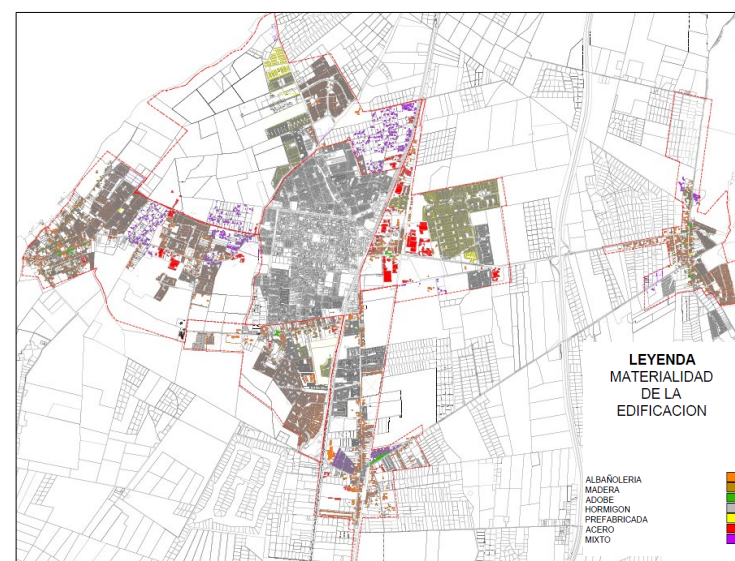 LEYENDA
MATERIALIDAD
DE LA
EDIFICACION
ALBAÑOLERIA
MADERA
ADOBE
HORMIGON
PREFABRICADA
ACERO
MIXTO